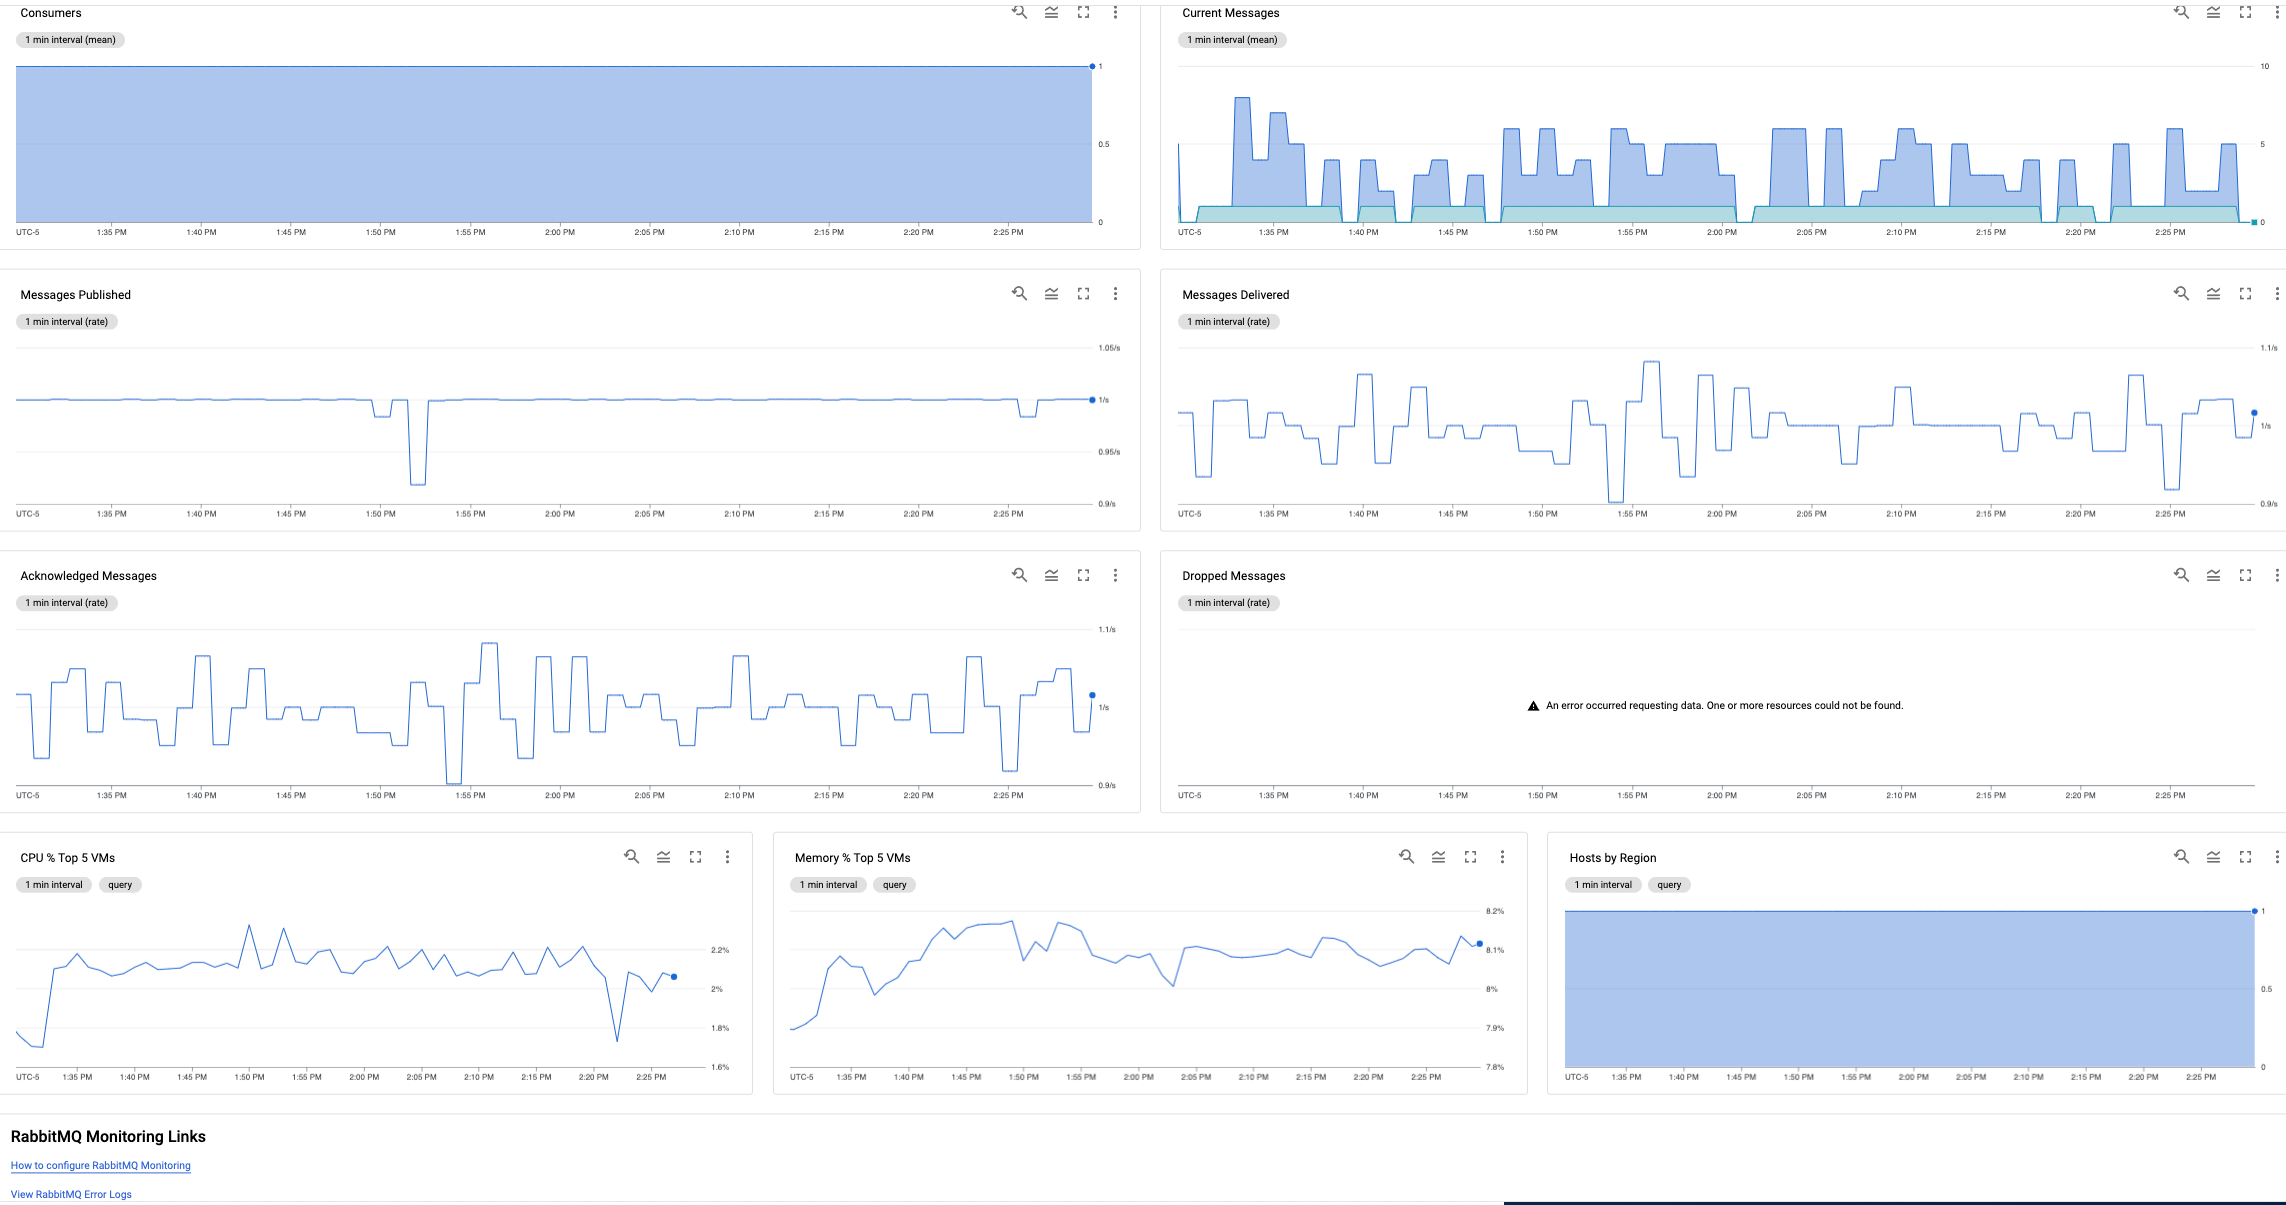 Consumers
1 min interval (mean)
1
0.5
0
UTC-5 1:35 PM 1:40 PM 1:45 PM 1:50 PM 1:55 PM 2:00 PM 2:05 PM 2:10 PM 2:15 PM 2:20 PM 2:25 PM
Current Messages
1 min interval (mean)
10
5
0
UTC-5 1:35 PM 1:40 PM 1:45 PM 1:50 PM 1:55 PM 2:00 PM 2:05 PM 2:10 PM 2:15 PM 2:20 PM 2:25 PM
Messages Published
1 min interval (rate)
1.05/s
1/s
0.95/s
0.9/s
UTC-5 1:35 PM 1:40 PM 1:45 PM 1:50 PM 1:55 PM 2:00 PM 2:05 PM 2:10 PM 2:15 PM 2:20 PM 2:25 PM
Messages Delivered
1 min interval (rate)
1.1/s
1/s
0.9/s
UTC-5 1:35 PM 1:40 PM 1:45 PM 1:50 PM 1:55 PM 2:00 PM 2:05 PM 2:10 PM 2:15 PM 2:20 PM 2:25 PM
Acknowledged Messages
1 min interval (rate)
1.1/s
1/s
0.9/s
UTC-5 1:35 PM 1:40 PM 1:45 PM 1:50 PM 1:55 PM 2:00 PM 2:05 PM 2:10 PM 2:15 PM 2:20 PM 2:25 PM
Dropped Messages
1 min interval (rate)
An error occurred requesting data. One or more resources could not be found.
UTC-5 1:35 PM 1:40 PM 1:45 PM 1:50 PM 1:55 PM 2:00 PM 2:05 PM 2:10 PM 2:15 PM 2:20 PM 2:25 PM
CPU % Top 5 VMs
1 min interval query
2.2%
2%
1.8%
1.6%
UTC-5 1:35 PM 1:40 PM 1:45 PM 1:50 PM 1:55 PM 2:00 PM 2:05 PM 2:10 PM 2:15 PM 2:20 PM 2:25 PM
Memory % Top 5 VMs
1 min interval query
8.2%
8.1%
8%
7.9%
7.8%
UTC-5 1:35 PM 1:40 PM 1:45 PM 1:50 PM 1:55 PM 2:00 PM 2:05 PM 2:10 PM 2:15 PM 2:20 PM 2:25 PM
Hosts by Region
1 min interval query
1
0.5
0
UTC-5 1:35 PM 1:40 PM 1:45 PM 1:50 PM 1:55 PM 2:00 PM 2:05 PM 2:10 PM 2:15 PM 2:20 PM 2:25 PM
RabbitMQ Monitoring Links
How to configure RabbitMQ Monitoring
View RabbitMQ Error Logs